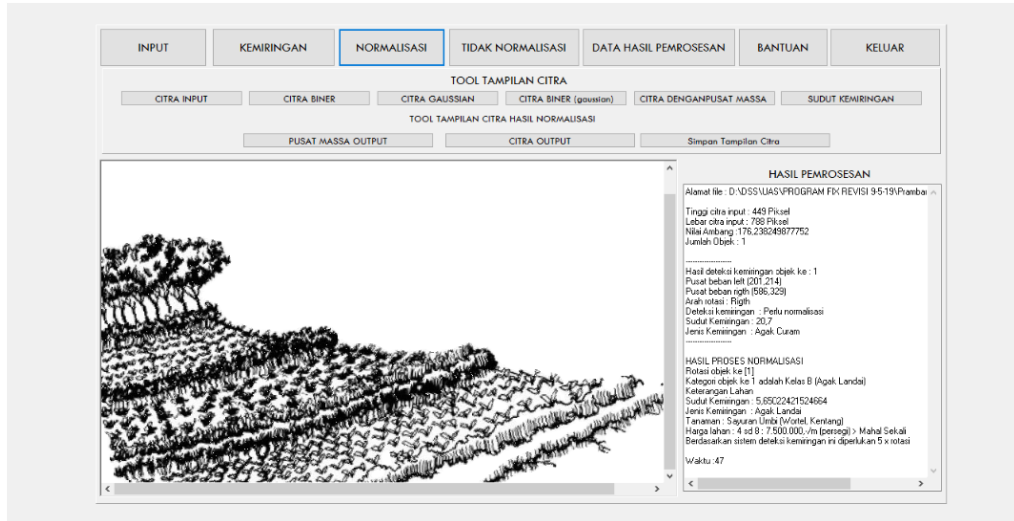 INPUT KEMIRINGAN NORMALISASI TIDAK NORMALISASI DATA HASIL PEMROSESAN BANTUAN KELUAR
TOOL TAMPILAN CITRA
CITRA INPUT CITRA BINER CITRA GAUSSIAN CITRA BINER (gaussian) CITRA DENGANPUSAT MASSA SUDUT KEMIRINGAN
TOOL TAMPILAN CITRA HASIL NORMALISASI
PUSAT MASSA OUTPUT CITRA OUTPUT Simpan Tampilan Citra
HASIL PEMROSESAN
Alamat file : D:\DSS\UAS\PROGRAM FIX REVISI 9-5-19\Pramba
Tinggi citra input : 449 Piksel
Lebar citra input : 788 Piksel
Nilai Ambang :176,238249877752
Jumlah Objek : 1
-------------------
Hasil deteksi kemiringan objek ke : 1
Pusat beban left (201,214)
Pusat beban rigth (586,329)
Arah rotasi : Rigth
Deteksi kemiringan : Perlu normalisasi
Sudut Kemiringan : 20,7
Jenis Kemiringan : Agak Curam
-------------------
HASIL PROSES NORMALISASI
Rotasi objek ke [1]
Kategori objek ke 1 adalah Kelas B (Agak Landai)
Keterangan Lahan
Sudut Kemiringan : 5,65022421524664
Jenis Kemiringan : Agak Landai
Tanaman : Sayuran Umbi (Wortel, Kentang)
Harga lahan : 4 sd 8 : 7.500.000,-/m (persegi) > Mahal Sekali
Berdasarkan sistem deteksi kemiringan ini diperlukan 5 x rotasi
Waktu :47